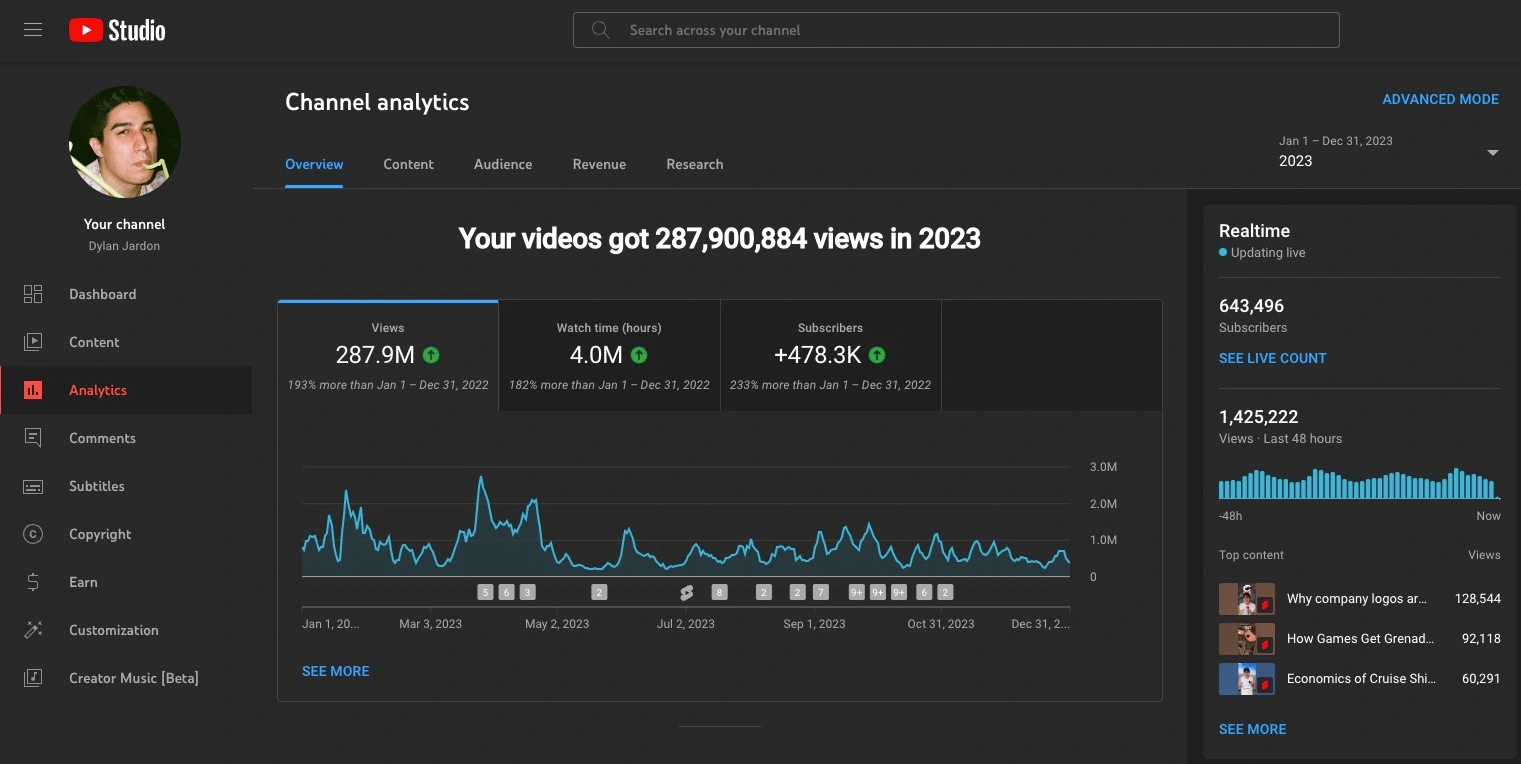 Studio
Search across your channel
Your channel
Dylan Jardon
Dashboard
Content
Analytics
Comments
Subtitles
Copyright
Earn
Customization
Creator Music [Beta]
Channel analytics
ADVANCED MODE
Overview Content Audience Revenue Research
Jan 1 – Dec 31, 2023
2023
Your videos got 287,900,884 views in 2023
Views
287.9M
193% more than Jan 1 – Dec 31, 2022
Watch time (hours)
4.0M
182% more than Jan 1 – Dec 31, 2022
Subscribers
+478.3K
233% more than Jan 1 – Dec 31, 2022
3.0M
2.0M
1.0M
0
5 6 3 2 8 2 2 7 9+ 9+ 9+ 6 2
Jan 1, 20... Mar 3, 2023 May 2, 2023 Jul 2, 2023 Sep 1, 2023 Oct 31, 2023 Dec 31, 2...
SEE MORE
Realtime
Updating live
643,496
Subscribers
SEE LIVE COUNT
1,425,222
Views · Last 48 hours
-48h Now
Top content Views
Why company logos ar... 128,544
How Games Get Grenad... 92,118
Economics of Cruise Shi... 60,291
SEE MORE